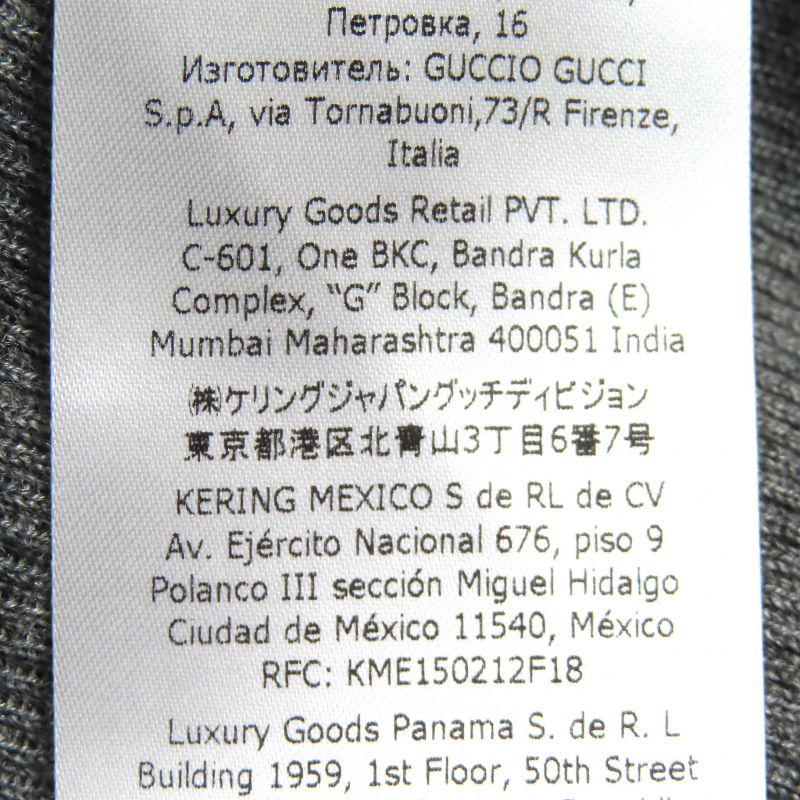 Петровка, 16
Изготовитель: GUCCIO GUCCI
S.p.A, via Tornabuoni,73/R Firenze,
Italia
Luxury Goods Retail PVT. LTD.
C-601, One BKC, Bandra Kurla
Complex, “G” Block, Bandra (E)
Mumbai Maharashtra 400051 India
㈱ケリングジャパングッチディビジョン
東京都港区北青山3丁目6番7号
KERING MEXICO S de RL de CV
Av. Ejército Nacional 676, piso 9
Polanco III sección Miguel Hidalgo
Ciudad de México 11540, México
RFC: KME150212F18
Luxury Goods Panama S. de R. L
Building 1959, 1st Floor, 50th Street